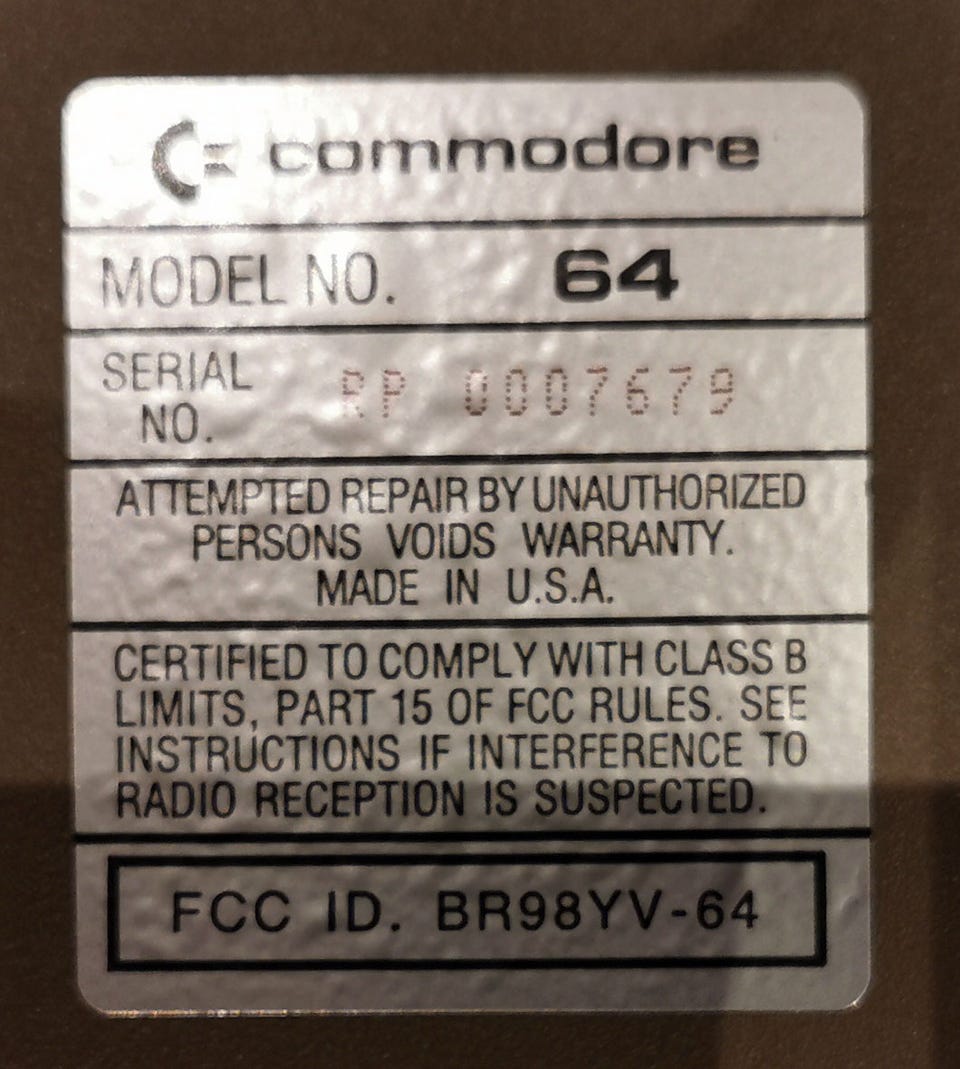 commodore
MODEL NO. 64
SERIAL NO. RP 0007679
ATTEMPTED REPAIR BY UNAUTHORIZED
PERSONS VOIDS WARRANTY.
MADE IN U.S.A.
CERTIFIED TO COMPLY WITH CLASS B
LIMITS, PART 15 OF FCC RULES. SEE
INSTRUCTIONS IF INTERFERENCE TO
RADIO RECEPTION IS SUSPECTED.
FCC ID. BR98YV-64